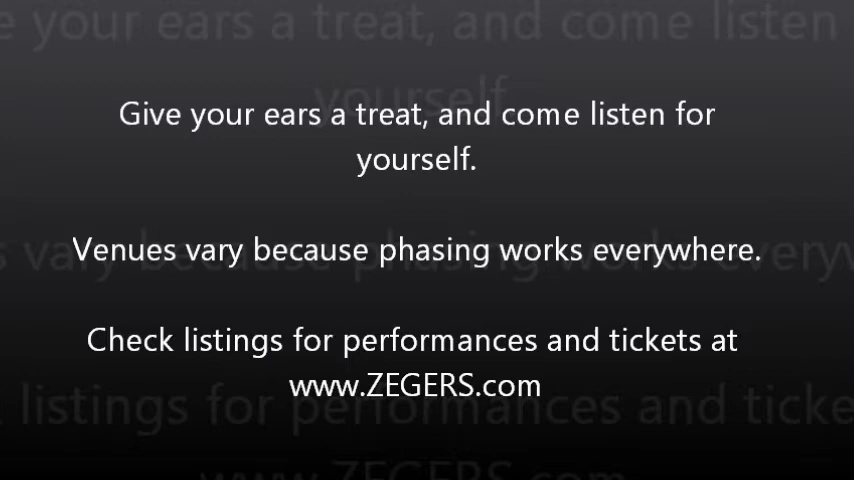 Give your ears a treat, and come listen for
yourself.
Venues vary because phasing works everywhere.
Check listings for performances and tickets at
www.ZEGERS.com